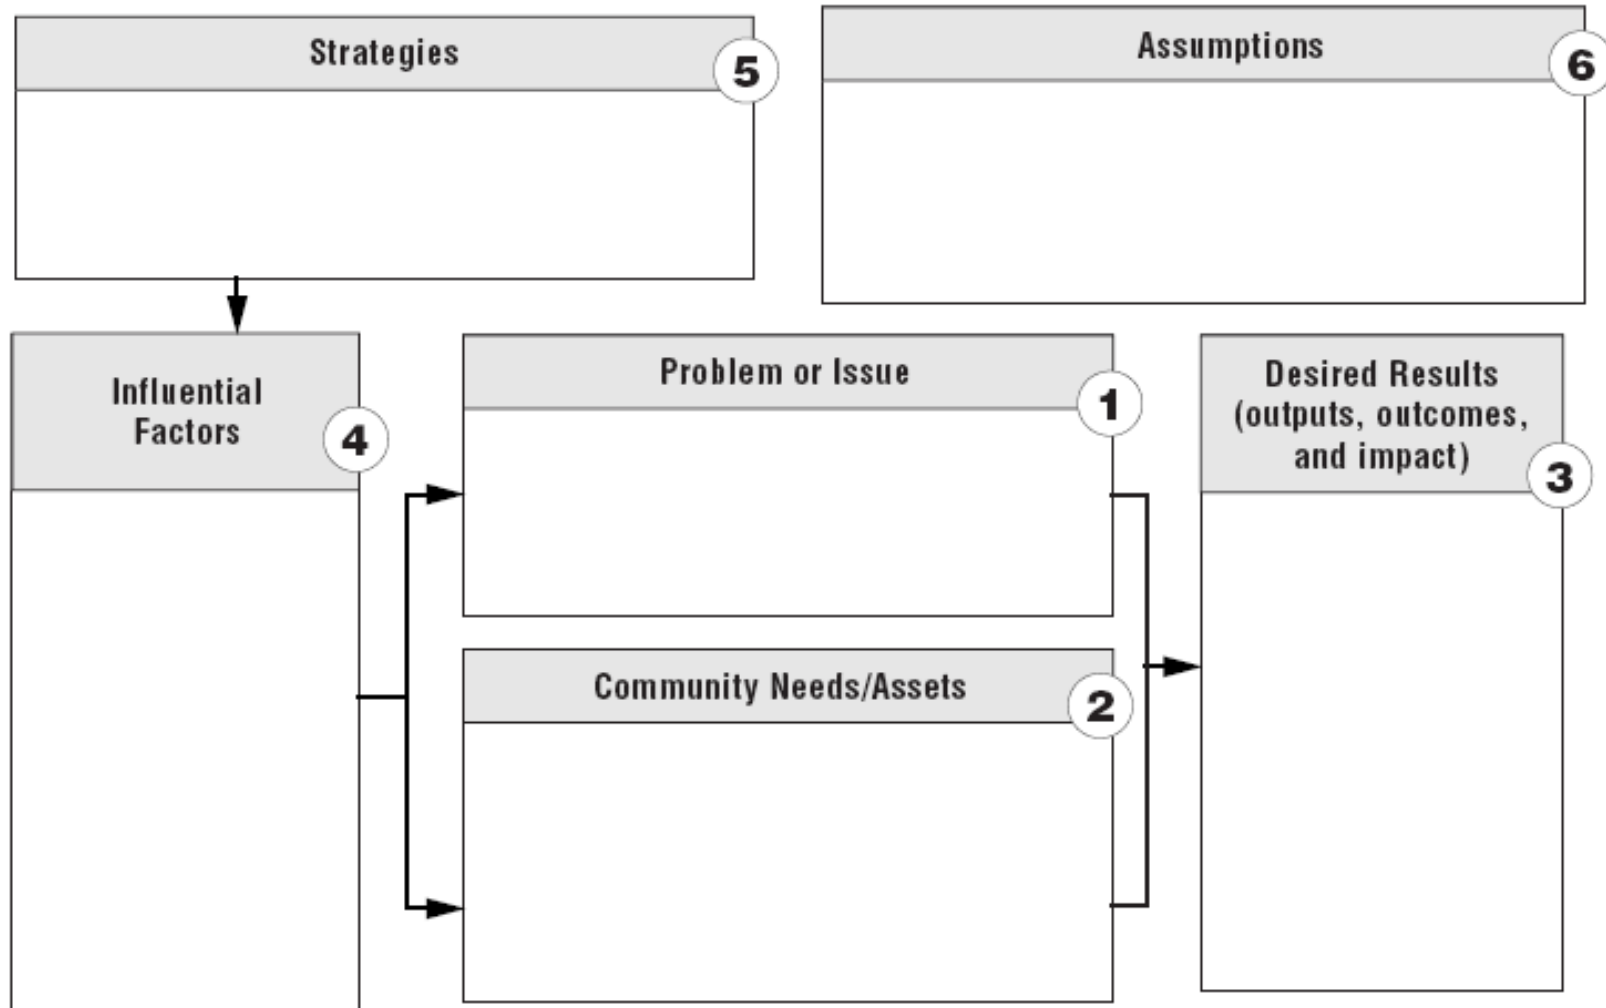 Strategies
5
Assumptions
6
Influential
Factors
4
Problem or Issue
1
Desired Results
(outputs, outcomes,
and impact)
3
Community Needs/Assets
2